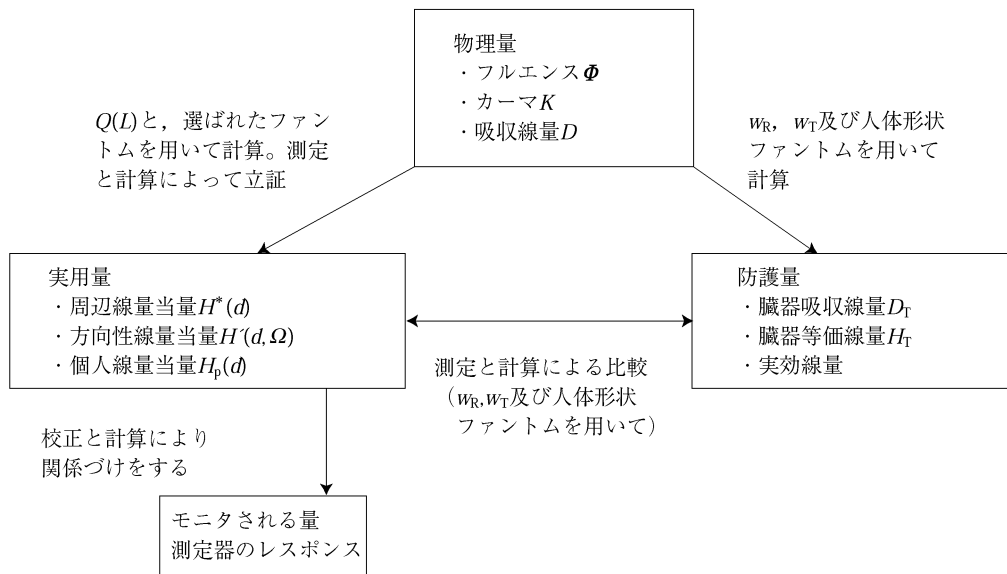 物理量
・フルエンスΦ
・カーマK
・吸収線量D
Q(L)と，選ばれたファン
トムを用いて計算。測定
と計算によって立証
wR，wT及び人体形状
ファントムを用いて
計算
実用量
・周辺線量当量H*(d)
・方向性線量当量H′(d, Ω)
・個人線量当量Hp(d)
防護量
・臓器吸収線量DT
・臓器等価線量HT
・実効線量
測定と計算による比較
（wR,wT及び人体形状
ファントムを用いて）
校正と計算により
関係づけをする
モニタされる量
測定器のレスポンス